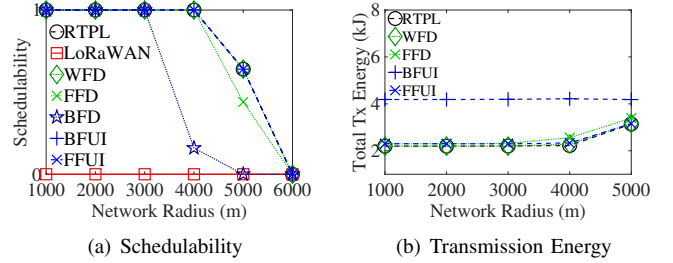 1
0
Schedulability
RTPL
LoRaWAN
WFD
FFD
BFD
BFUI
FFUI
1000 2000 3000 4000 5000 6000
Network Radius (m)
(a) Schedulability
8
6
4
2
0
Total Tx Energy (kJ)
RTPL
WFD
FFD
BFUI
FFUI
1000 2000 3000 4000 5000
Network Radius (m)
(b) Transmission Energy